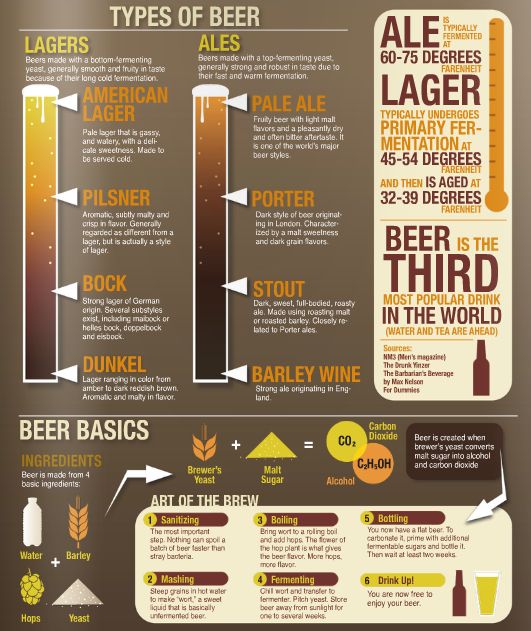 TYPES OF BEER
LAGERS
Beers made with a bottom-fermenting
yeast, generally smooth and fruity in taste
because of their long cold fermentation.
AMERICAN
LAGER
Pale lager that is gassy,
and watery, with a deli-
cate sweetness. Made to
be served cold.
PILSNER
Aromatic, subtly malty and
crisp in flavor. Generally
regarded as different from a
lager, but is actually a style
of lager.
BOCK
Strong lager of German
origin. Several substyles
exist, including maibock or
helles bock, doppelbock
and eisbock.
DUNKEL
Lager ranging in color from
amber to dark reddish brown.
Aromatic and malty in flavor.
ALES
Beers made with a top-fermenting yeast,
generally strong and robust in taste due to
their fast and warm fermentation.
PALE ALE
Fruity beer with light malt
flavors and a pleasantly dry
and often bitter aftertaste. It
is one of the world's major
beer styles.
PORTER
Dark style of beer originat-
ing in London. Character-
ized by a malt sweetness
and dark grain flavors.
STOUT
Dark, sweet, full-bodied, roasty
ale. Made using roasting malt
or roasted barley. Closely re-
lated to Porter ales.
BARLEY WINE
Strong ale originating in Eng-
land.
ALE IS
TYPICALLY
FERMENTED
AT
60-75 DEGREES
FARENHEIT
LAGER
TYPICALLY UNDERGOES
PRIMARY FER-
MENTATION AT
45-54 DEGREES
FARENHEIT
AND THEN IS AGED AT
32-39 DEGREES
FARENHEIT
BEER IS THE
THIRD
MOST POPULAR DRINK
IN THE WORLD
(WATER AND TEA ARE AHEAD)
Sources:
NM3 (Men's magazine)
The Drunk Yinzer
The Barbarian's Beverage
by Max Nelson
For Dummies
BEER BASICS
INGREDIENTS
Beer is made from 4
basic ingredients:
Water
+
Barley
+
Hops
Yeast
Brewer's
Yeast
+
Malt
Sugar
=
CO₂
Carbon
Dioxide
C₂H₅OH
Alcohol
Beer is created when
brewer's yeast converts
malt sugar into alcohol
and carbon dioxide
ART OF THE BREW
1 Sanitizing
The most important
step. Nothing can spoil a
batch of beer faster than
stray bacteria.
2 Mashing
Steep grains in hot water
to make "wort," a sweet
liquid that is basically
unfermented beer.
3 Boiling
Bring wort to a rolling boil
and add hops. The flower of
the hop plant is what gives
the beer flavor. More hops,
more flavor.
4 Fermenting
Chill wort and transfer to
fermenter. Pitch yeast. Store
beer away from sunlight for
one to several weeks.
5 Bottling
You now have a flat beer. To
carbonate it, prime with additional
fermentable sugars and bottle it.
Then wait at least two weeks.
6 Drink Up!
You are now free to
enjoy your beer.